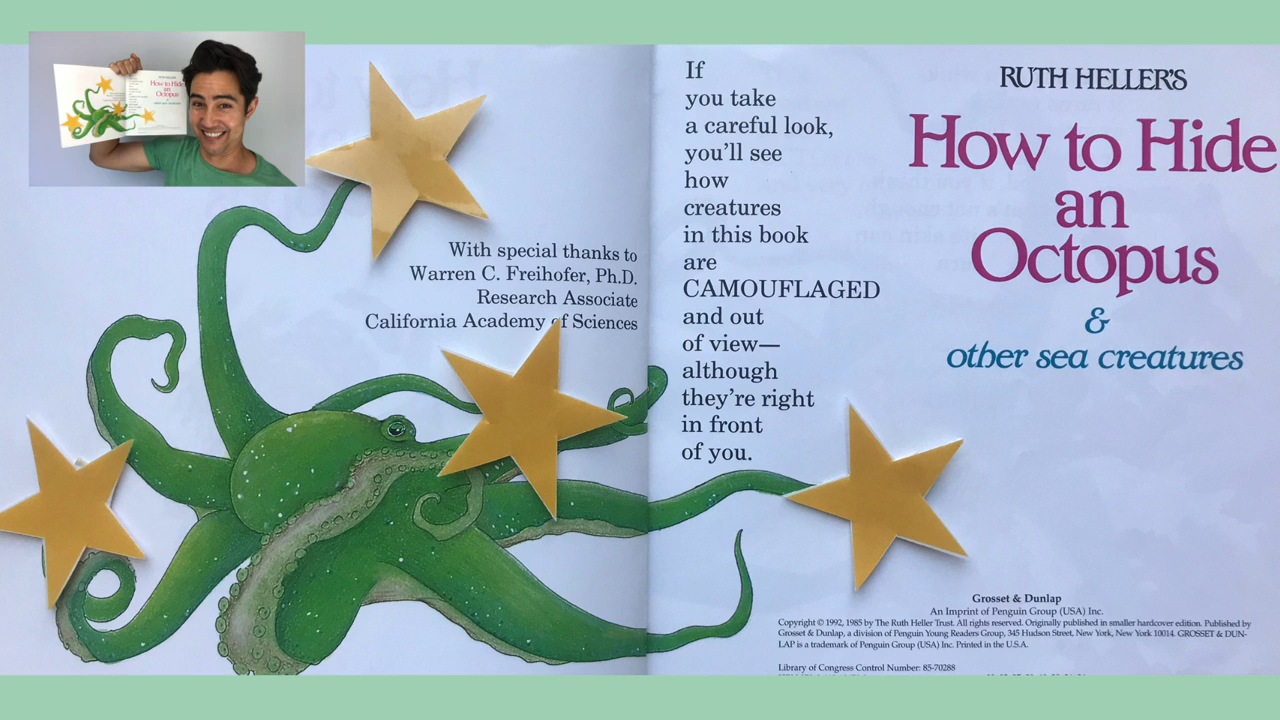 With special thanks to
Warren C. Freihofer, Ph.D.
Research Associate
California Academy of Sciences
If
you take
a careful look,
you'll see
how
creatures
in this book
are
CAMOUFLAGED
and out
of view—
although
they're right
in front
of you.
RUTH HELLER'S
How to Hide
an
Octopus
&
other sea creatures
Grosset & Dunlap
An Imprint of Penguin Group (USA) Inc.
Copyright © 1992, 1985 by The Ruth Heller Trust. All rights reserved. Originally published in smaller hardcover edition. Published by
Grosset & Dunlap, a division of Penguin Young Readers Group, 345 Hudson Street, New York, New York 10014. GROSSET & DUN-
LAP is a trademark of Penguin Group (USA) Inc. Printed in the U.S.A.
Library of Congress Control Number: 85-70288
How to Hide
an
Octopus